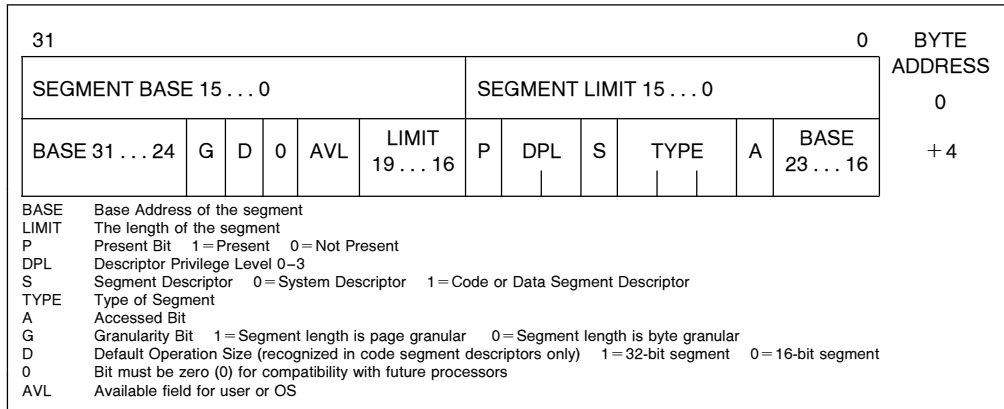 31 0 BYTE
ADDRESS
SEGMENT BASE 15 . . . 0 SEGMENT LIMIT 15 . . . 0 0
BASE 31 . . . 24 G D 0 AVL LIMIT
19 . . . 16 P DPL S TYPE A BASE
23 . . . 16 +4
BASE Base Address of the segment
LIMIT The length of the segment
P Present Bit 1=Present 0=Not Present
DPL Descriptor Privilege Level 0–3
S Segment Descriptor 0=System Descriptor 1=Code or Data Segment Descriptor
TYPE Type of Segment
A Accessed Bit
G Granularity Bit 1=Segment length is page granular 0=Segment length is byte granular
D Default Operation Size (recognized in code segment descriptors only) 1=32-bit segment 0=16-bit segment
0 Bit must be zero (0) for compatibility with future processors
AVL Available field for user or OS